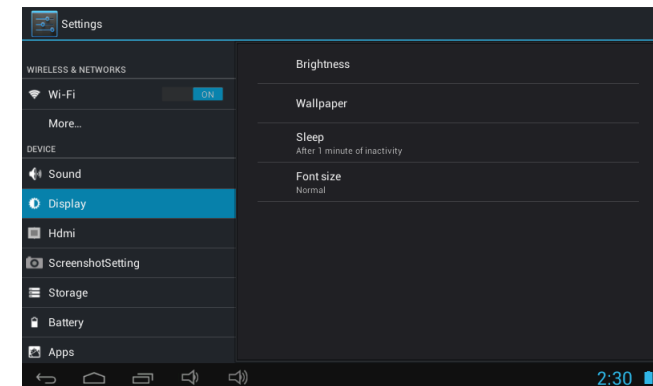 Settings
WIRELESS & NETWORKS
Wi-Fi
ON
More...
DEVICE
Sound
Display
Hdmi
ScreenshotSetting
Storage
Battery
Apps
Brightness
Wallpaper
Sleep
After 1 minute of inactivity
Font size
Normal
2:30